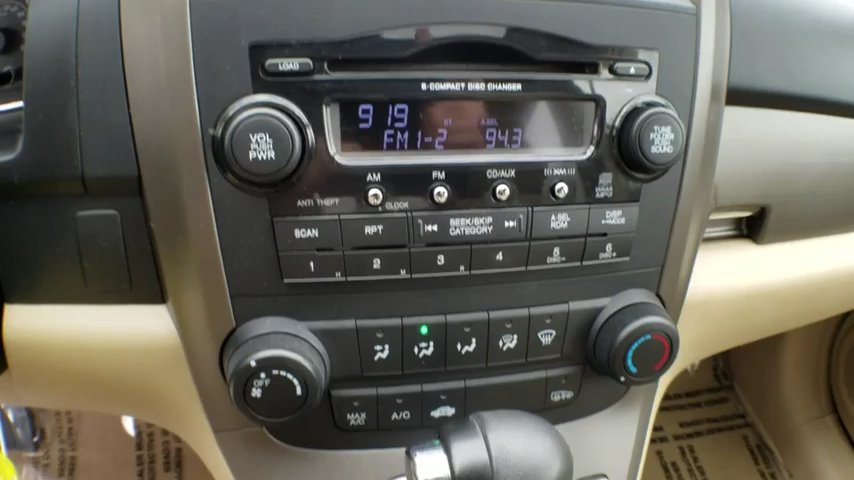 LOAD
6-COMPACT DISC CHANGER
919
ST A.SEL
FM1-2 94.3
VOL
PUSH
PWR
TUNE
FOLDER
PUSH
SOUND
AM FM CD/AUX ((XM))
ANTI THEFT CLOCK
SCAN RPT SEEK/SKIP CATEGORY A.SEL ROM DISP MODE
1 H 2 M 3 R 4 5 DISC- 6 DISC+
OFF
MAX A/C A/C